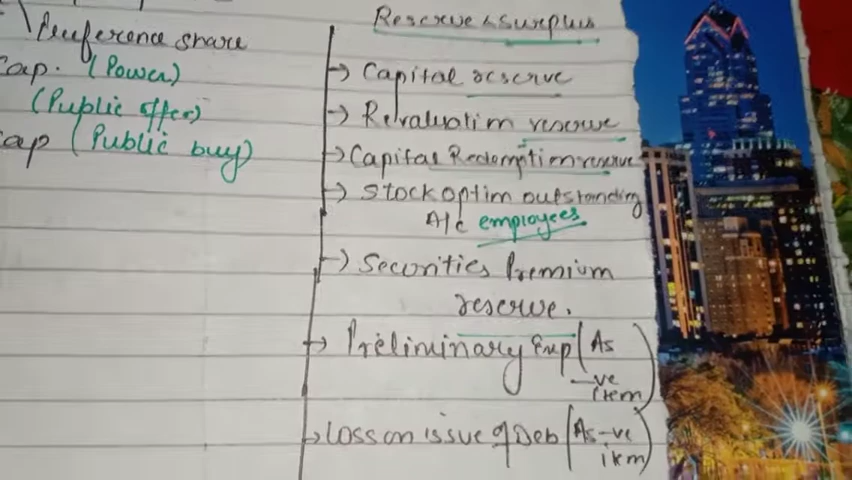 Preference share
Cap. (Power)
(Public offer)
Cap (Public buy)
Reserve & surplus
→ Capital reserve
→ Revaluation reserve
→ Capital Redemption reserve
→ Stock option outstanding
A/c employees
→ Securities Premium
reserve.
→ Preliminary Exp (As
-ve
item)
→ Loss on issue of Deb (As -ve
item)